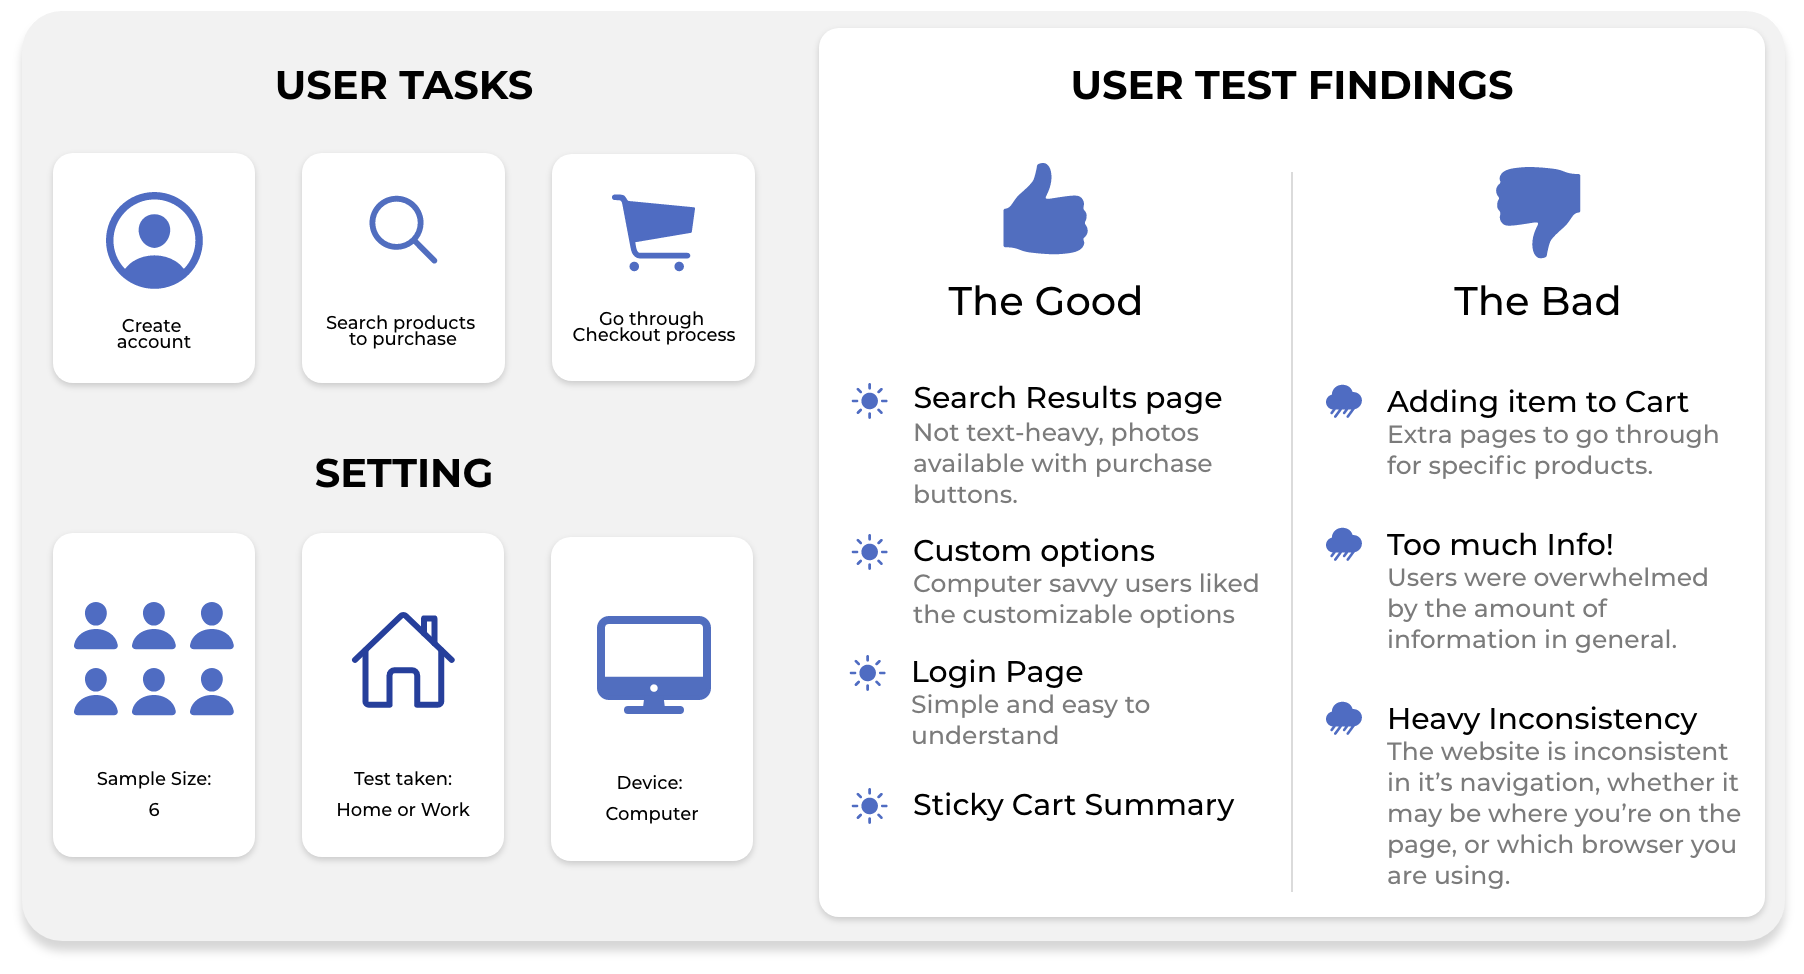 USER TASKS
Create
account
Search products
to purchase
Go through
Checkout process
SETTING
Sample Size:
6
Test taken:
Home or Work
Device:
Computer
USER TEST FINDINGS
The Good
Search Results page
Not text-heavy, photos
available with purchase
buttons.
Custom options
Computer savvy users liked
the customizable options
Login Page
Simple and easy to
understand
Sticky Cart Summary
The Bad
Adding item to Cart
Extra pages to go through
for specific products.
Too much Info!
Users were overwhelmed
by the amount of
information in general.
Heavy Inconsistency
The website is inconsistent
in it’s navigation, whether it
may be where you’re on the
page, or which browser you
are using.